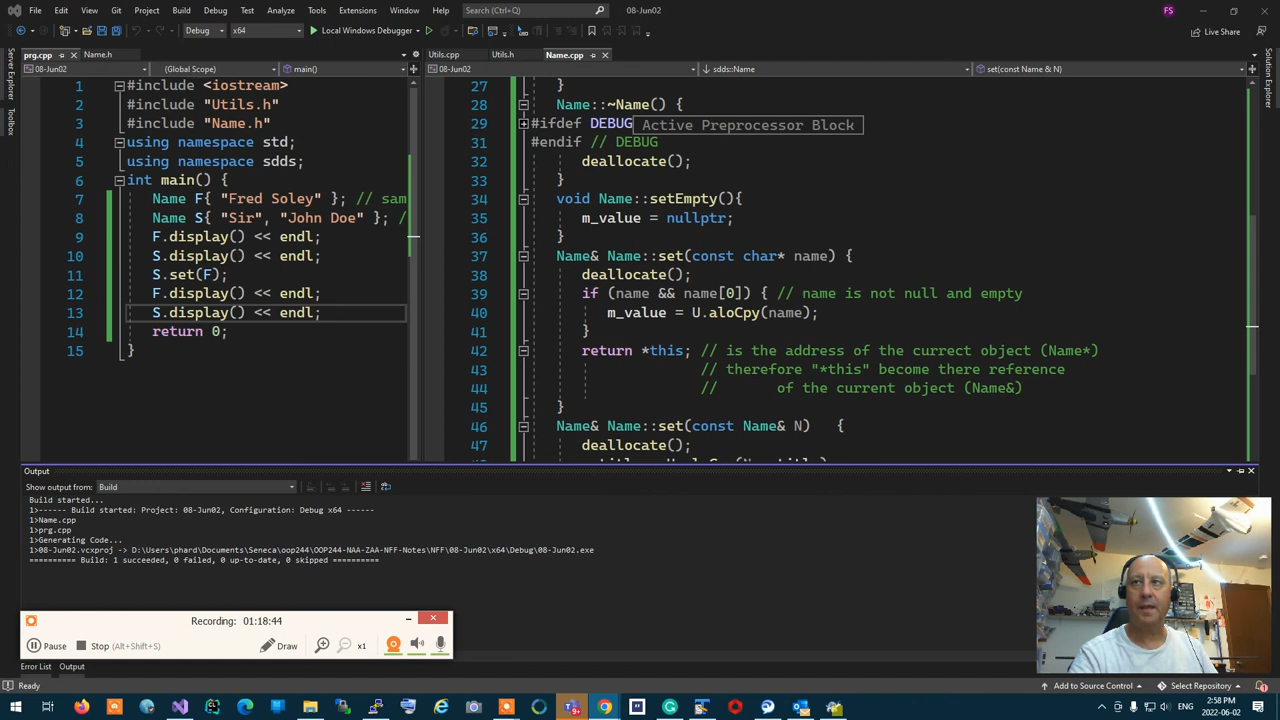 File Edit View Git Project Build Debug Test Analyze Tools Extensions Window Help Search (Ctrl+Q) 08-Jun02 FS
Debug x64 Local Windows Debugger Live Share
prg.cpp Name.h Utils.cpp Utils.h Name.cpp
08-Jun02 (Global Scope) main() 08-Jun02 sdds::Name set(const Name & N)
Server Explorer
Toolbox
Solution Explorer
1 #include <iostream>
2 #include "Utils.h"
3 #include "Name.h"
4 using namespace std;
5 using namespace sdds;
6 int main() {
7 Name F{ "Fred Soley" }; // sam
8 Name S{ "Sir", "John Doe" }; /
9 F.display() << endl;
10 S.display() << endl;
11 S.set(F);
12 F.display() << endl;
13 S.display() << endl;
14 return 0;
15 }
27 }
28 Name::~Name() {
29 #ifdef DEBUG Active Preprocessor Block
31 #endif // DEBUG
32 deallocate();
33 }
34 void Name::setEmpty(){
35 m_value = nullptr;
36 }
37 Name& Name::set(const char* name) {
38 deallocate();
39 if (name && name[0]) { // name is not null and empty
40 m_value = U.aloCpy(name);
41 }
42 return *this; // is the address of the currect object (Name*)
43 // therefore "*this" become there reference
44 // of the current object (Name&)
45 }
46 Name& Name::set(const Name& N) {
47 deallocate();
Output
Show output from: Build
Build started...
1>------ Build started: Project: 08-Jun02, Configuration: Debug x64 ------
1>Name.cpp
1>prg.cpp
1>Generating Code...
1>08-Jun02.vcxproj -> D:\Users\phard\Documents\Seneca\oop244\OOP244-NAA-ZAA-NFF-Notes\NFF\08-Jun02\x64\Debug\08-Jun02.exe
========== Build: 1 succeeded, 0 failed, 0 up-to-date, 0 skipped ==========
Recording: 01:18:44
Pause Stop (Alt+Shift+S) Draw x1
Error List Output
Ready Add to Source Control Select Repository
ENG 2:58 PM 2022-06-02